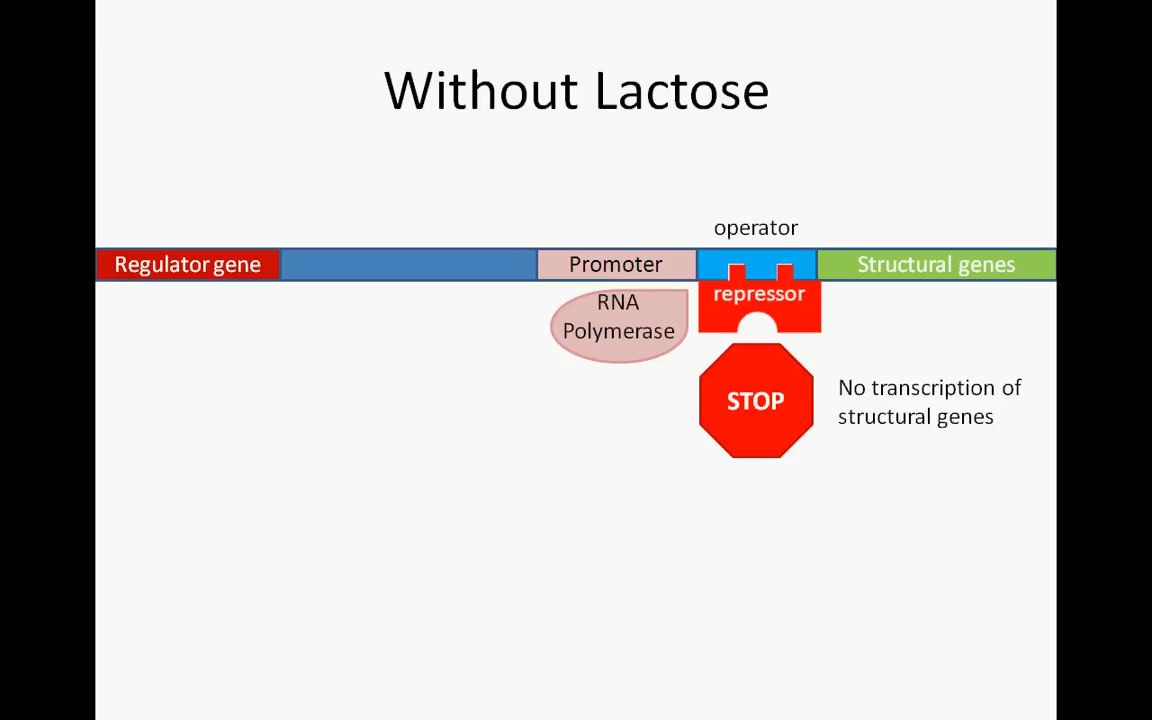 Without Lactose
operator
Regulator gene
Promoter
Structural genes
repressor
RNA
Polymerase
STOP
No transcription of
structural genes